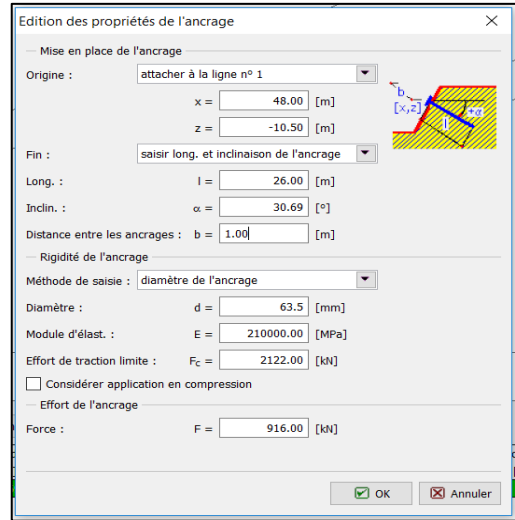 Edition des propriétés de l'ancrage
Mise en place de l'ancrage
Origine : attacher à la ligne nº 1
x = 48.00 [m]
z = -10.50 [m]
b
[x,z]
+α
l
Fin : saisir long. et inclinaison de l'ancrage
Long. : l = 26.00 [m]
Inclin. : α = 30.69 [º]
Distance entre les ancrages : b = 1.00 [m]
Rigidité de l'ancrage
Méthode de saisie : diamètre de l'ancrage
Diamètre : d = 63.5 [mm]
Module d'élast. : E = 210000.00 [MPa]
Effort de traction limite : Fc = 2122.00 [kN]
Considérer application en compression
Effort de l'ancrage
Force : F = 916.00 [kN]
OK Annuler